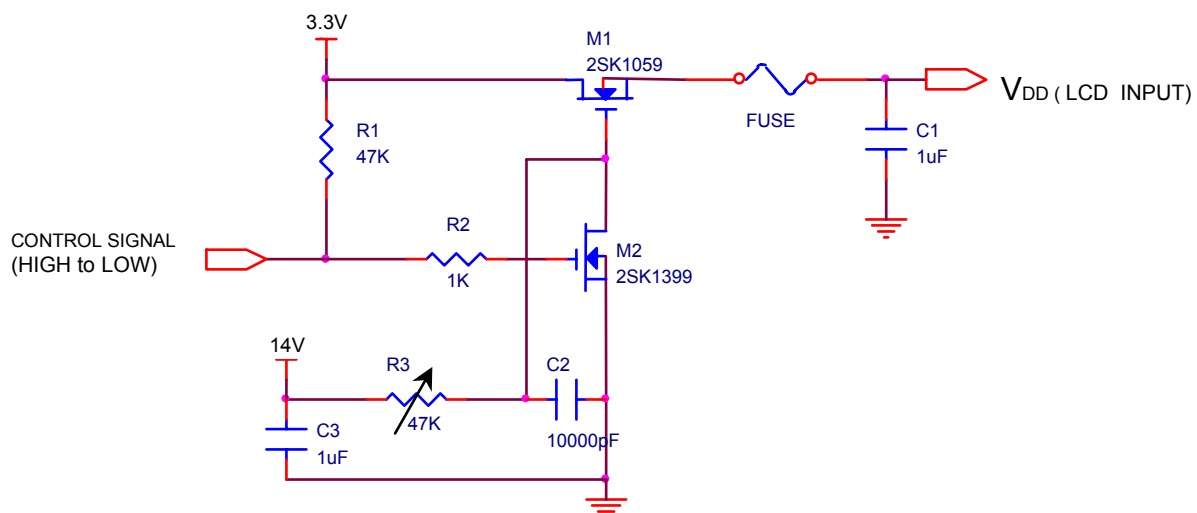 3.3V
M1
2SK1059
R1
47K
FUSE
VDD ( LCD INPUT)
C1
1uF
CONTROL SIGNAL
(HIGH to LOW)
R2
1K
M2
2SK1399
14V
R3
47K
C2
10000pF
C3
1uF